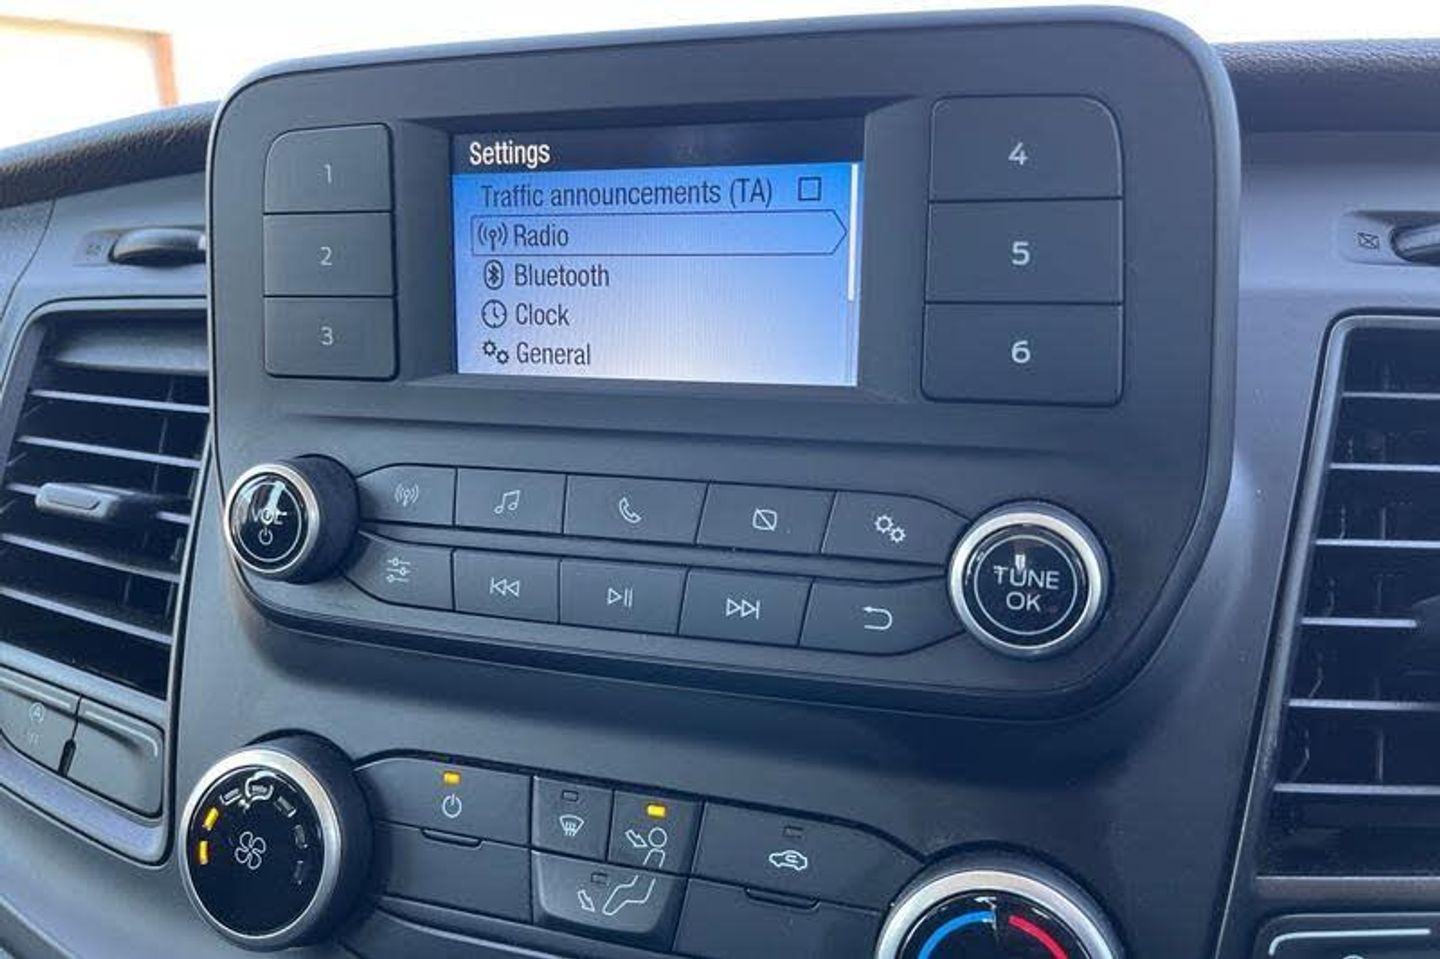 Settings
Traffic announcements (TA)
Radio
Bluetooth
Clock
General
1
2
3
4
5
6
VOL
TUNE
OK